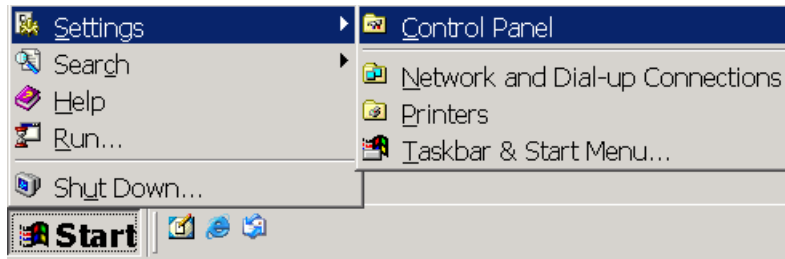 Settings
Search
Help
Run...
Shut Down...
Start
Control Panel
Network and Dial-up Connections
Printers
Taskbar & Start Menu...